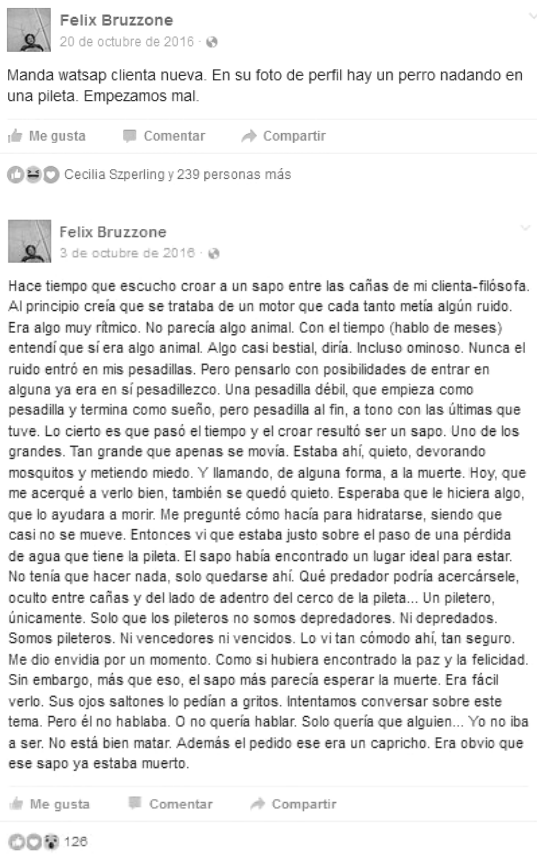 Felix Bruzzone
20 de octubre de 2016 ·
Manda watsap clienta nueva. En su foto de perfil hay un perro nadando en
una pileta. Empezamos mal.
Me gusta Comentar Compartir
Cecilia Szperling y 239 personas más
Felix Bruzzone
3 de octubre de 2016 ·
Hace tiempo que escucho croar a un sapo entre las cañas de mi clienta-filósofa.
Al principio creía que se trataba de un motor que cada tanto metía algún ruido.
Era algo muy rítmico. No parecía algo animal. Con el tiempo (hablo de meses)
entendí que sí era algo animal. Algo casi bestial, diría. Incluso ominoso. Nunca el
ruido entró en mis pesadillas. Pero pensarlo con posibilidades de entrar en
alguna ya era en sí pesadillezco. Una pesadilla débil, que empieza como
pesadilla y termina como sueño, pero pesadilla al fin, a tono con las últimas que
tuve. Lo cierto es que pasó el tiempo y el croar resultó ser un sapo. Uno de los
grandes. Tan grande que apenas se movía. Estaba ahí, quieto, devorando
mosquitos y metiendo miedo. Y llamando, de alguna forma, a la muerte. Hoy, que
me acerqué a verlo bien, también se quedó quieto. Esperaba que le hiciera algo,
que lo ayudara a morir. Me pregunté cómo hacía para hidratarse, siendo que
casi no se mueve. Entonces vi que estaba justo sobre el paso de una pérdida
de agua que tiene la pileta. El sapo había encontrado un lugar ideal para estar.
No tenía que hacer nada, solo quedarse ahí. Qué predador podría acercársele,
oculto entre cañas y del lado de adentro del cerco de la pileta... Un piletero,
únicamente. Solo que los pileteros no somos depredadores. Ni depredados.
Somos pileteros. Ni vencedores ni vencidos. Lo vi tan cómodo ahí, tan seguro.
Me dio envidia por un momento. Como si hubiera encontrado la paz y la felicidad.
Sin embargo, más que eso, el sapo más parecía esperar la muerte. Era fácil
verlo. Sus ojos saltones lo pedían a gritos. Intentamos conversar sobre este
tema. Pero él no hablaba. O no quería hablar. Solo quería que alguien... Yo no iba
a ser. No está bien matar. Además el pedido ese era un capricho. Era obvio que
ese sapo ya estaba muerto.
Me gusta Comentar Compartir
126